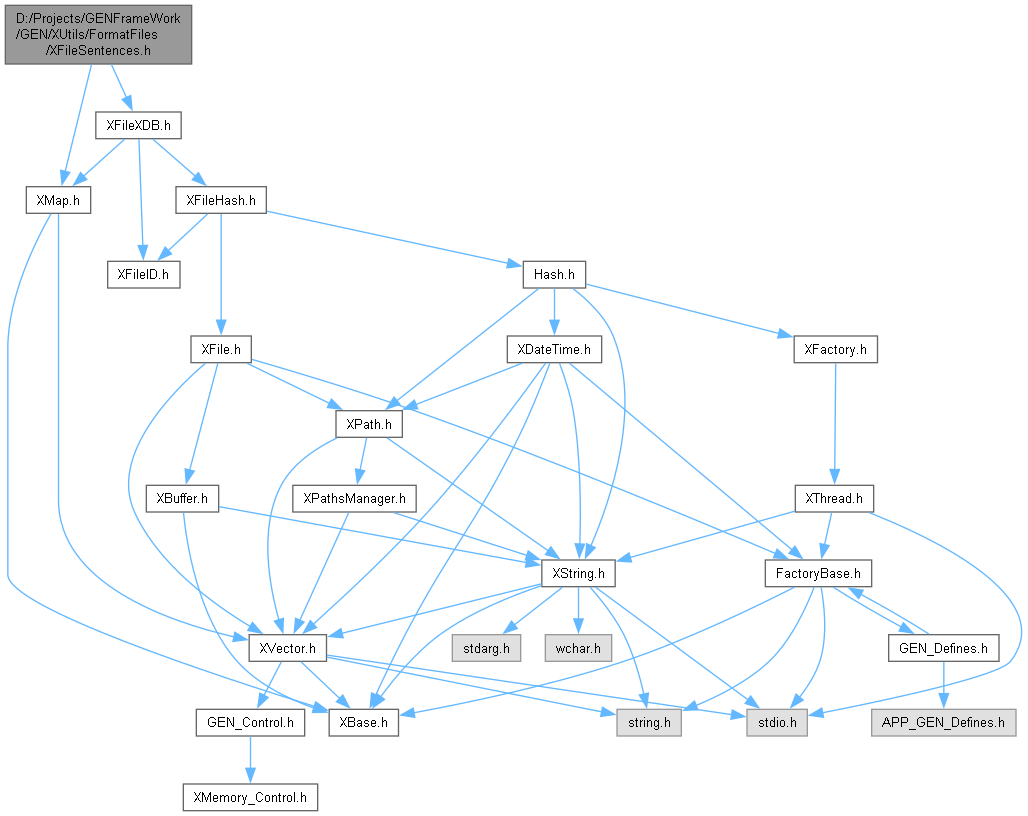 D:/Projects/GENFrameWork
/GEN/XUtils/FormatFiles
/XFileSentences.h
XFileXDB.h
XMap.h
XFileHash.h
XFileID.h
Hash.h
XFile.h
XDateTime.h
XFactory.h
XPath.h
XBuffer.h
XPathsManager.h
XThread.h
XString.h
FactoryBase.h
XVector.h
stdarg.h
wchar.h
GEN_Defines.h
GEN_Control.h
XBase.h
string.h
stdio.h
APP_GEN_Defines.h
XMemory_Control.h